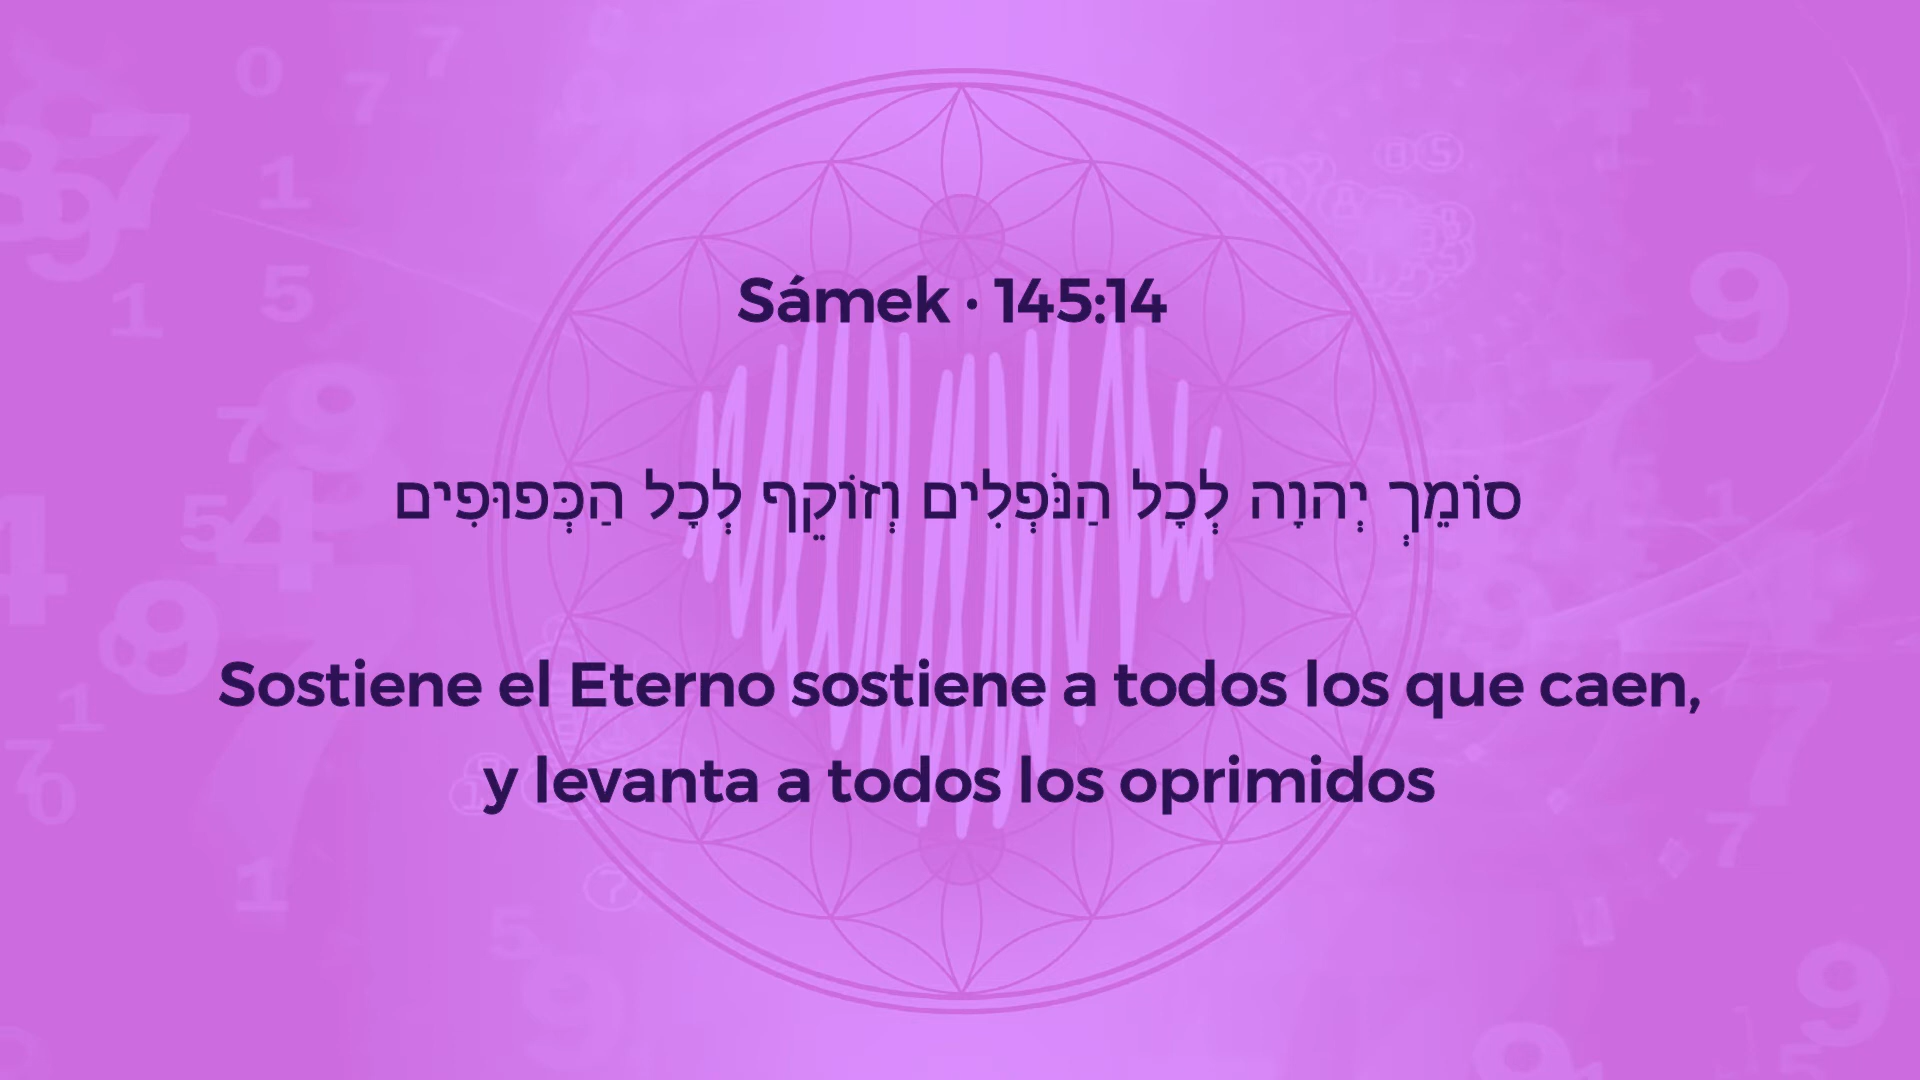 Sámek · 145:14
סוֹמֵךְ יְהוָה לְכָל הַנֹּפְלִים וְזוֹקֵף לְכָל הַכְּפוּפִים
Sostiene el Eterno sostiene a todos los que caen,
y levanta a todos los oprimidos